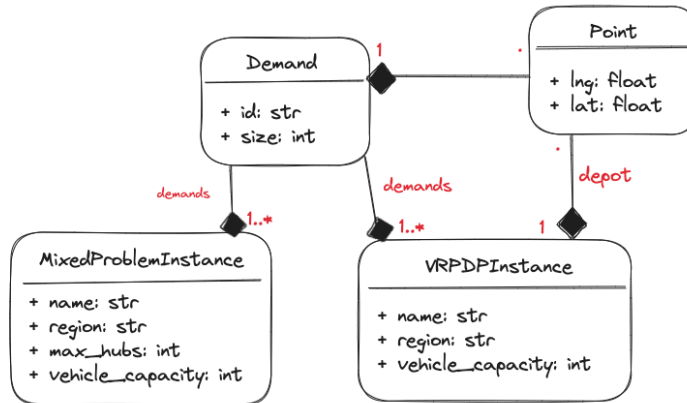 Point
+ lng: float
+ lat: float
Demand
+ id: str
+ size: int
1
.
.
depot
1
demands
1..*
demands
1..*
MixedProblemInstance
+ name: str
+ region: str
+ max_hubs: int
+ vehicle_capacity: int
VRPDPInstance
+ name: str
+ region: str
+ vehicle_capacity: int